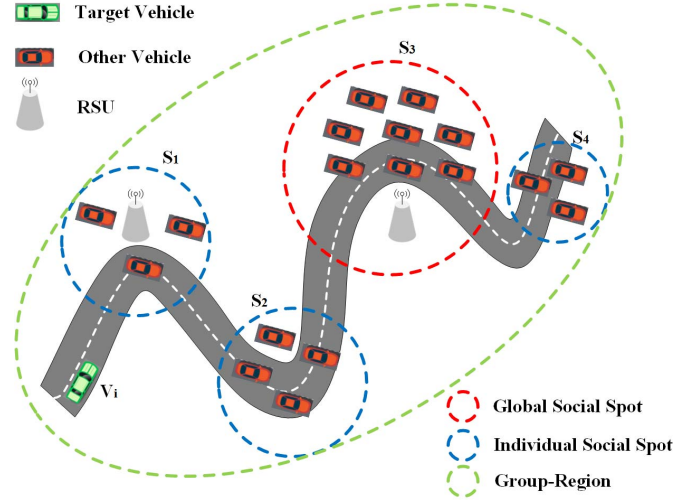 Target Vehicle
Other Vehicle
RSU
S1
S2
S3
S4
Vi
Global Social Spot
Individual Social Spot
Group-Region